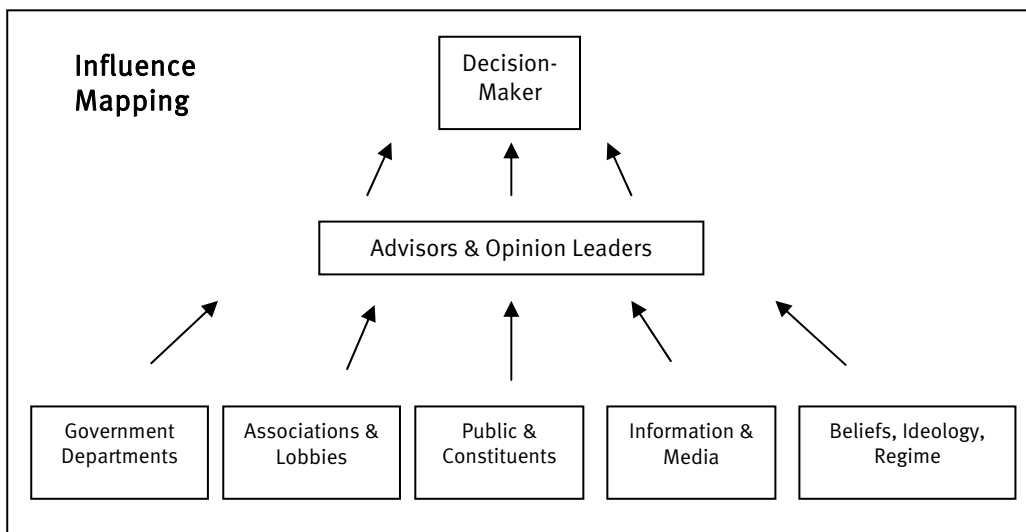 Influence
Mapping
Decision-
Maker
Advisors & Opinion Leaders
Government
Departments
Associations &
Lobbies
Public &
Constituents
Information &
Media
Beliefs, Ideology,
Regime